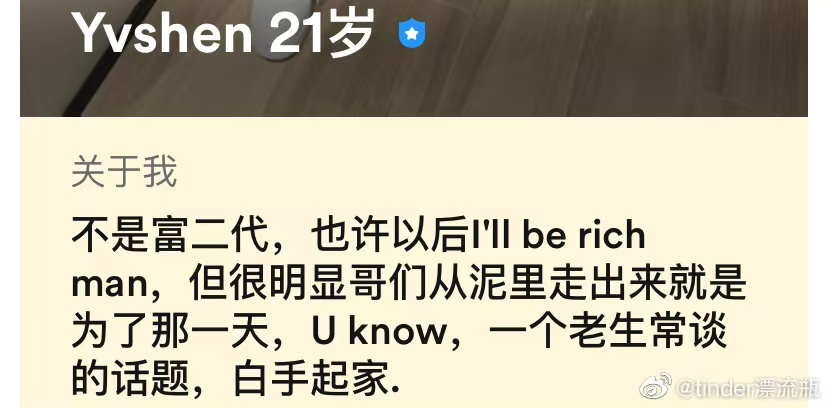 Yvshen 21岁
关于我
不是富二代，也许以后I'll be rich
man，但很明显哥们从泥里走出来就是
为了那一天，U know，一个老生常谈
的话题，白手起家.
@tinder漂流瓶